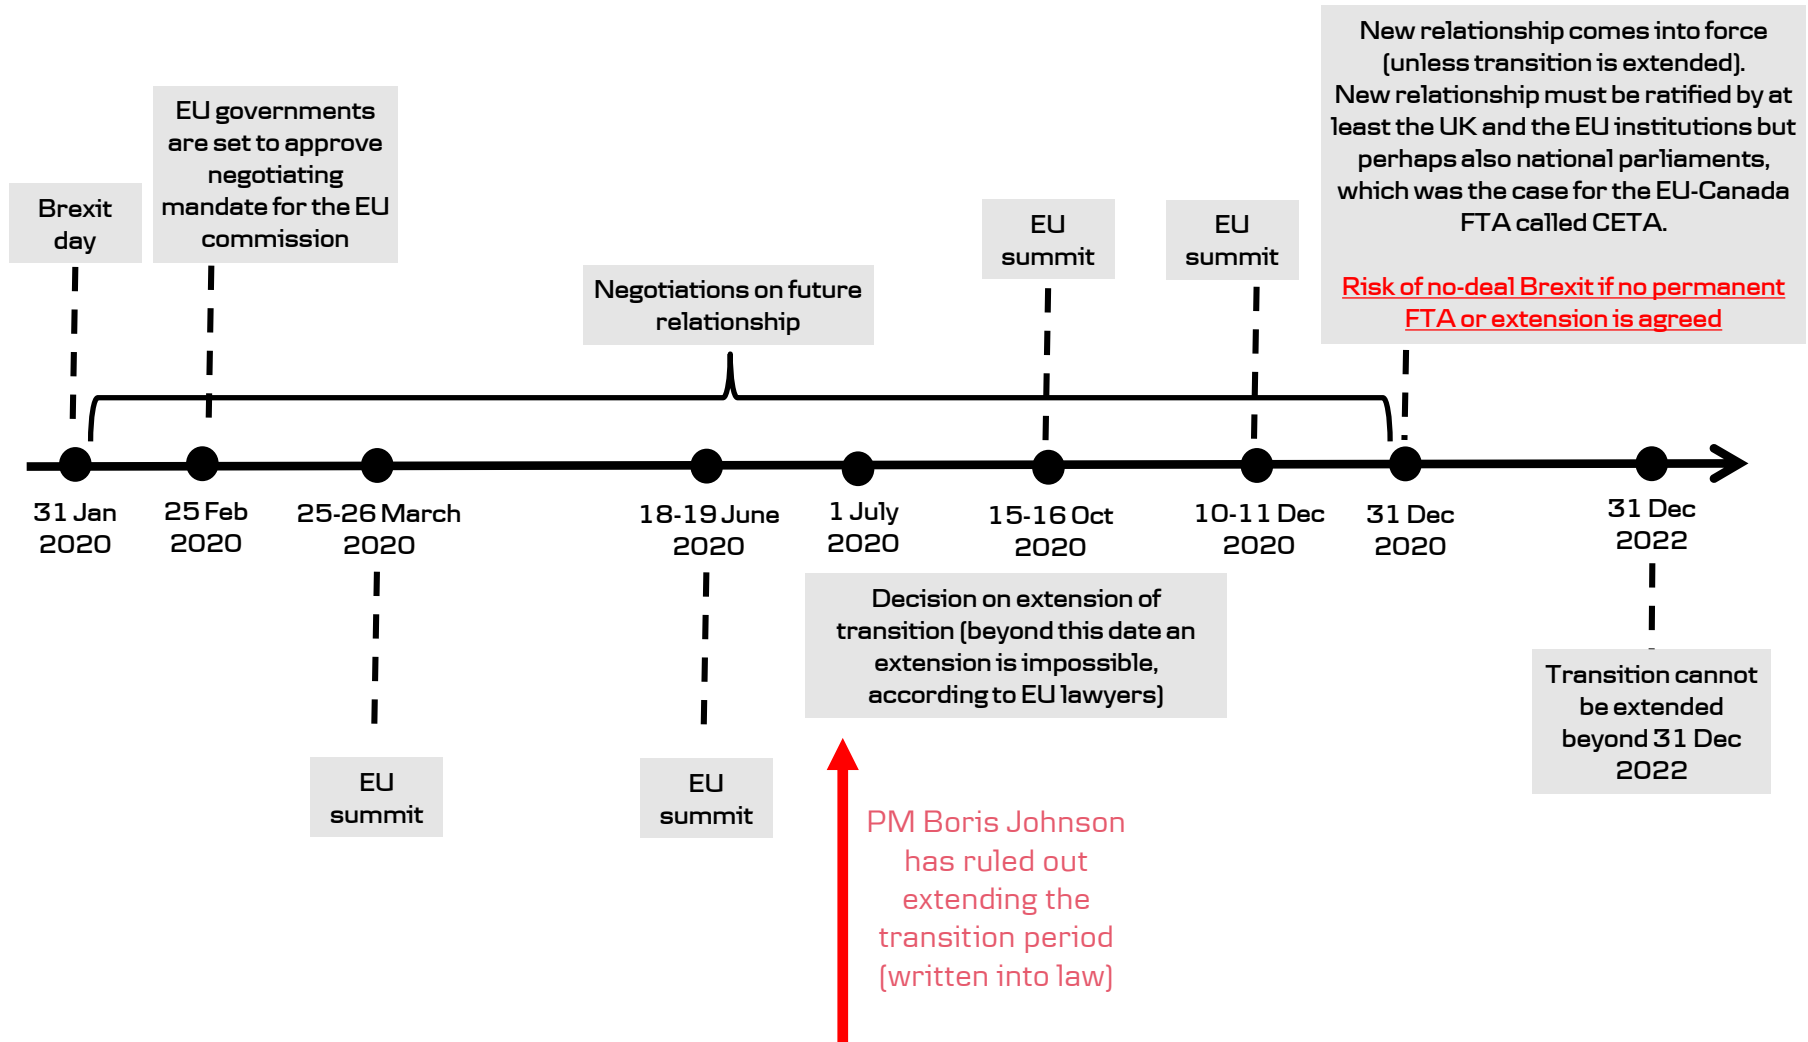 Brexit
day
EU governments
are set to approve
negotiating
mandate for the EU
commission
Negotiations on future
relationship
EU
summit
EU
summit
New relationship comes into force
(unless transition is extended).
New relationship must be ratified by at
least the UK and the EU institutions but
perhaps also national parliaments,
which was the case for the EU-Canada
FTA called CETA.
Risk of no-deal Brexit if no permanent
FTA or extension is agreed
31 Jan
2020
25 Feb
2020
25-26 March
2020
18-19 June
2020
1 July
2020
15-16 Oct
2020
10-11 Dec
2020
31 Dec
2020
31 Dec
2022
EU
summit
EU
summit
Decision on extension of
transition (beyond this date an
extension is impossible,
according to EU lawyers)
Transition cannot
be extended
beyond 31 Dec
2022
PM Boris Johnson
has ruled out
extending the
transition period
(written into law)